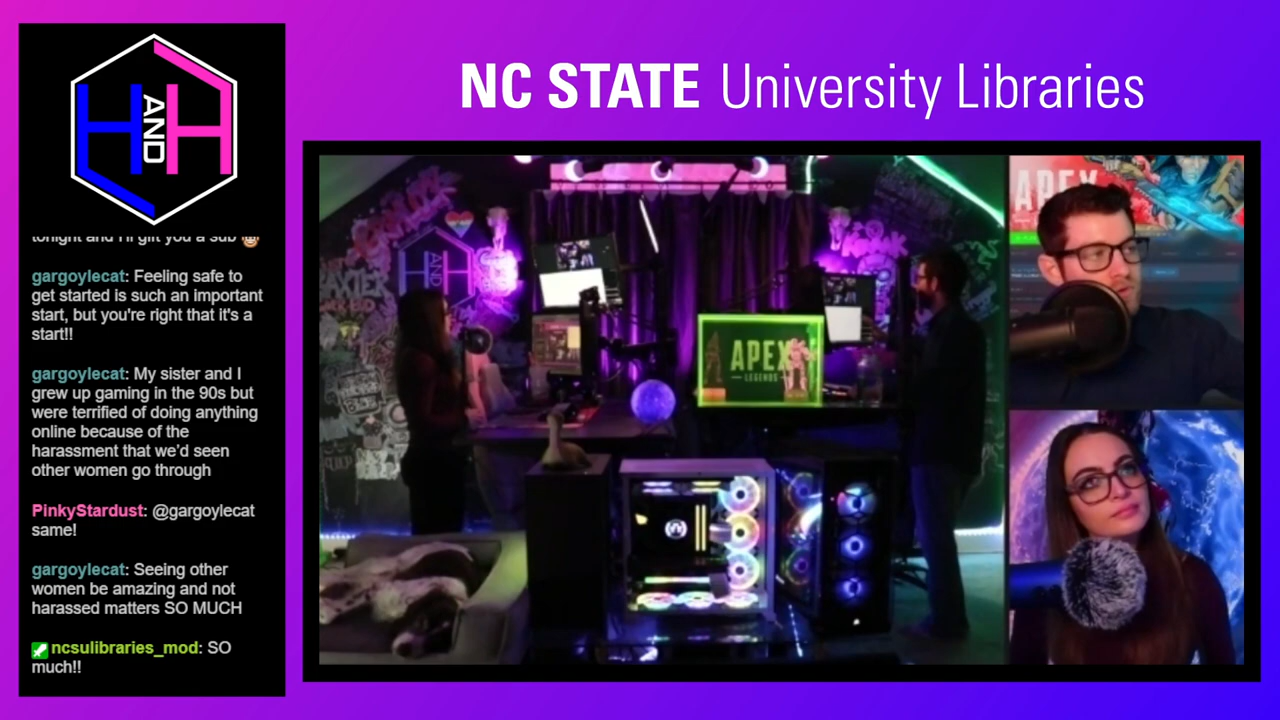 H AND H
NC STATE University Libraries
tonight and I'll gift you a sub
gargoylecat: Feeling safe to
get started is such an important
start, but you're right that it's a
start!!
gargoylecat: My sister and I
grew up gaming in the 90s but
were terrified of doing anything
online because of the
harassment that we'd seen
other women go through
PinkyStardust: @gargoylecat
same!
gargoylecat: Seeing other
women be amazing and not
harassed matters SO MUCH
ncsulibraries_mod: SO
much!!
H AND H
APEX
LEGENDS
APEX